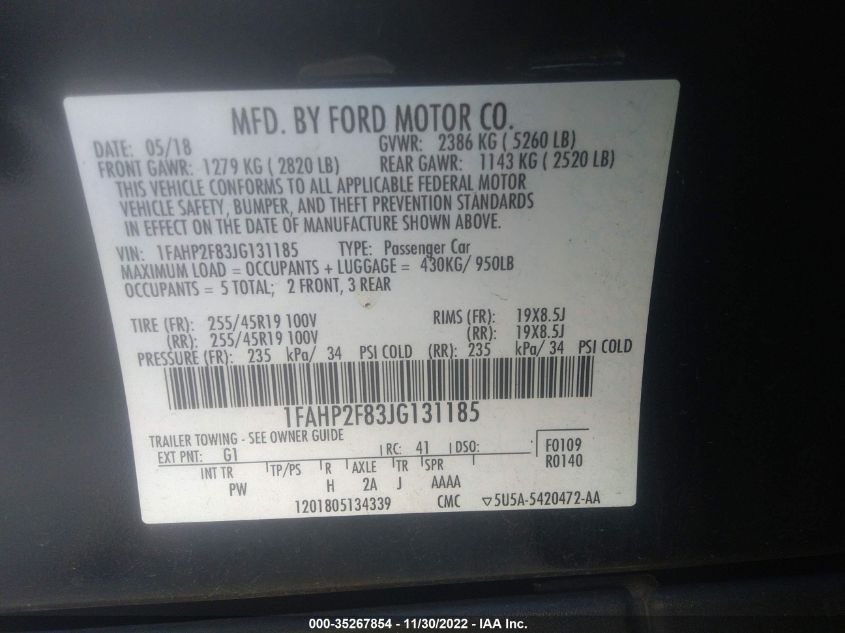 MFD. BY FORD MOTOR CO.
DATE: 05/18 GVWR: 2386 KG ( 5260 LB)
FRONT GAWR: 1279 KG ( 2820 LB) REAR GAWR: 1143 KG ( 2520 LB)
THIS VEHICLE CONFORMS TO ALL APPLICABLE FEDERAL MOTOR
VEHICLE SAFETY, BUMPER, AND THEFT PREVENTION STANDARDS
IN EFFECT ON THE DATE OF MANUFACTURE SHOWN ABOVE.
VIN: 1FAHP2F83JG131185 TYPE: Passenger Car
MAXIMUM LOAD = OCCUPANTS + LUGGAGE = 430KG/ 950LB
OCCUPANTS = 5 TOTAL; 2 FRONT, 3 REAR
TIRE (FR): 255/45R19 100V RIMS (FR): 19X8.5J
(RR): 255/45R19 100V (RR): 19X8.5J
PRESSURE (FR): 235 kPa/ 34 PSI COLD (RR): 235 kPa/ 34 PSI COLD
1FAHP2F83JG131185
TRAILER TOWING - SEE OWNER GUIDE
EXT PNT: G1 RC: 41 DSO: F0109
INT TR TP/PS R AXLE TR SPR R0140
PW H 2A J AAAA
1201805134339 CMC ▽5U5A-5420472-AA
000-35267854 - 11/30/2022 - IAA Inc.